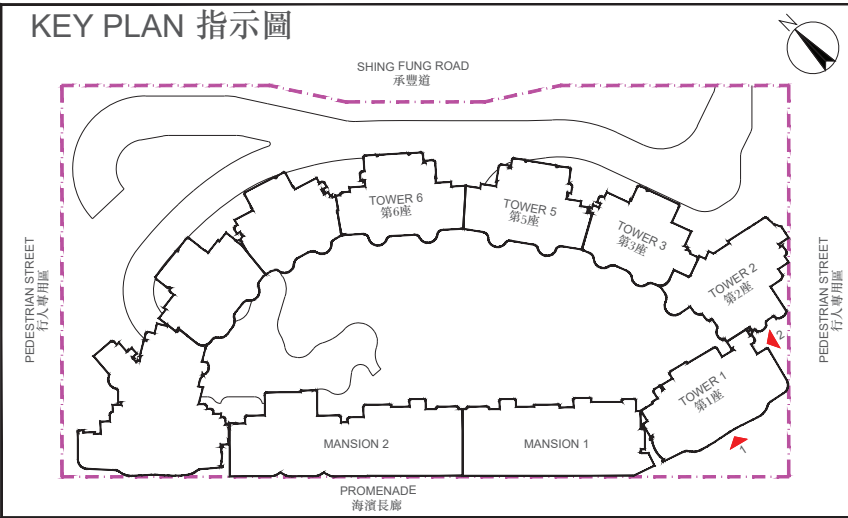 KEY PLAN 指示圖
N
SHING FUNG ROAD
承豐道
TOWER 6
第6座
TOWER 5
第5座
TOWER 3
第3座
TOWER 2
第2座
PEDESTRIAN STREET
行人專用區
PEDESTRIAN STREET
行人專用區
2
TOWER 1
第1座
1
MANSION 2
MANSION 1
PROMENADE
海濱長廊